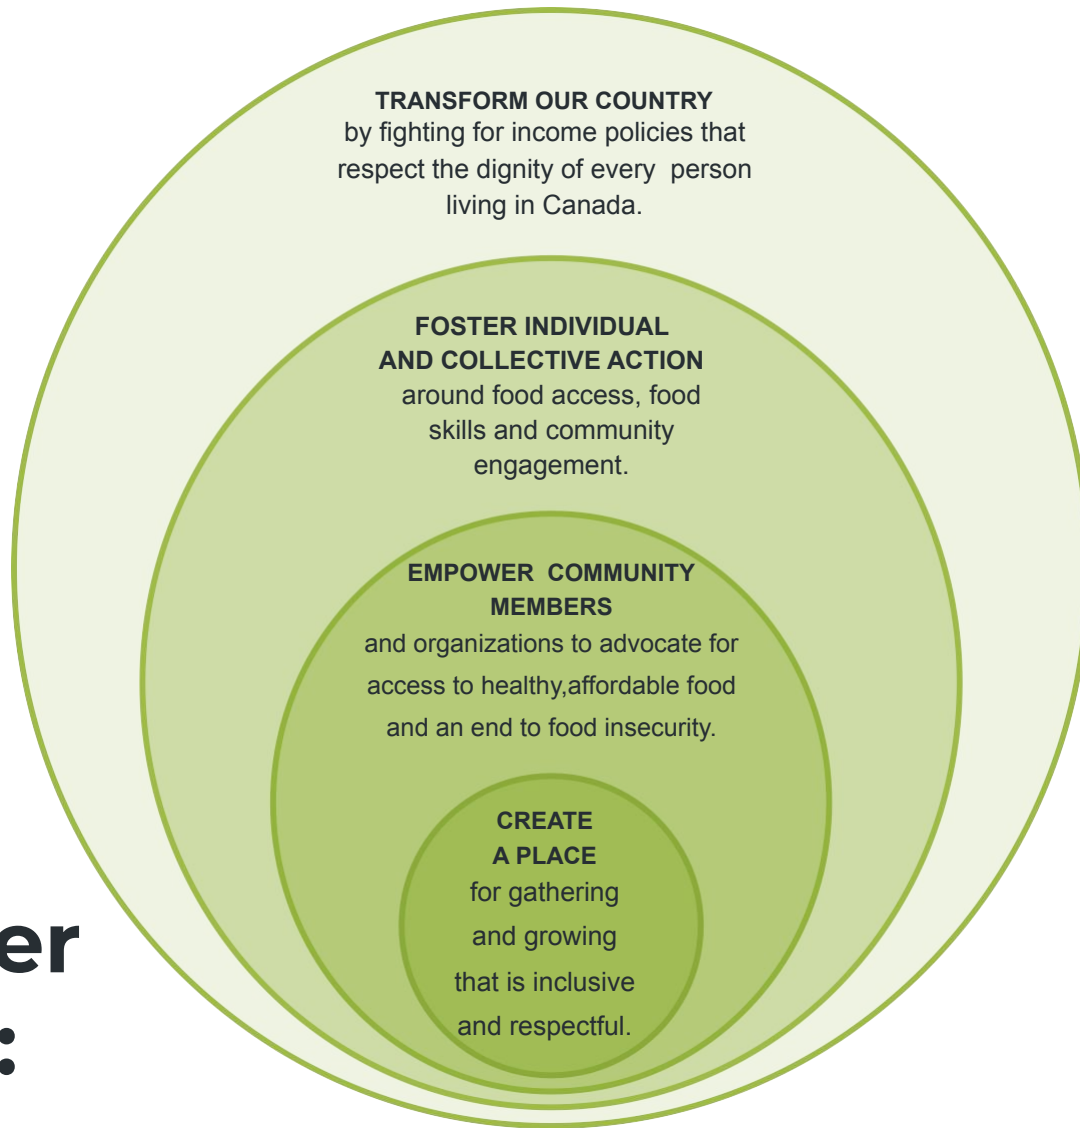 TRANSFORM OUR COUNTRY
by fighting for income policies that
respect the dignity of every person
living in Canada.
FOSTER INDIVIDUAL
AND COLLECTIVE ACTION
around food access, food
skills and community
engagement.
EMPOWER COMMUNITY
MEMBERS
and organizations to advocate for
access to healthy,affordable food
and an end to food insecurity.
CREATE
A PLACE
for gathering
and growing
that is inclusive
and respectful.
er
: